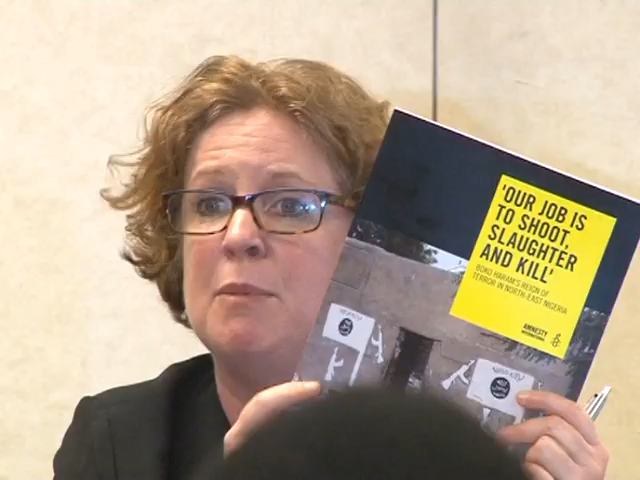 'OUR JOB IS
TO SHOOT,
SLAUGHTER
AND KILL'
BOKO HARAM'S REIGN OF
TERROR IN NORTH-EAST NIGERIA
AMNESTY
INTERNATIONAL